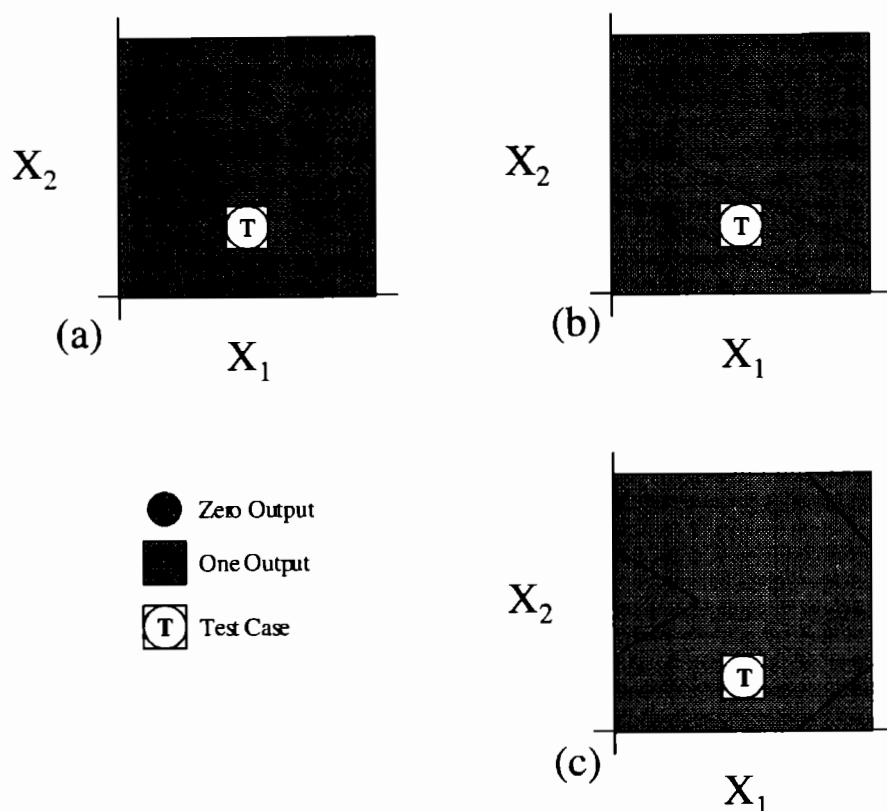 X2
T
(a)
X1
X2
T
(b)
X1
Zero Output
One Output
T Test Case
X2
T
(c)
X1